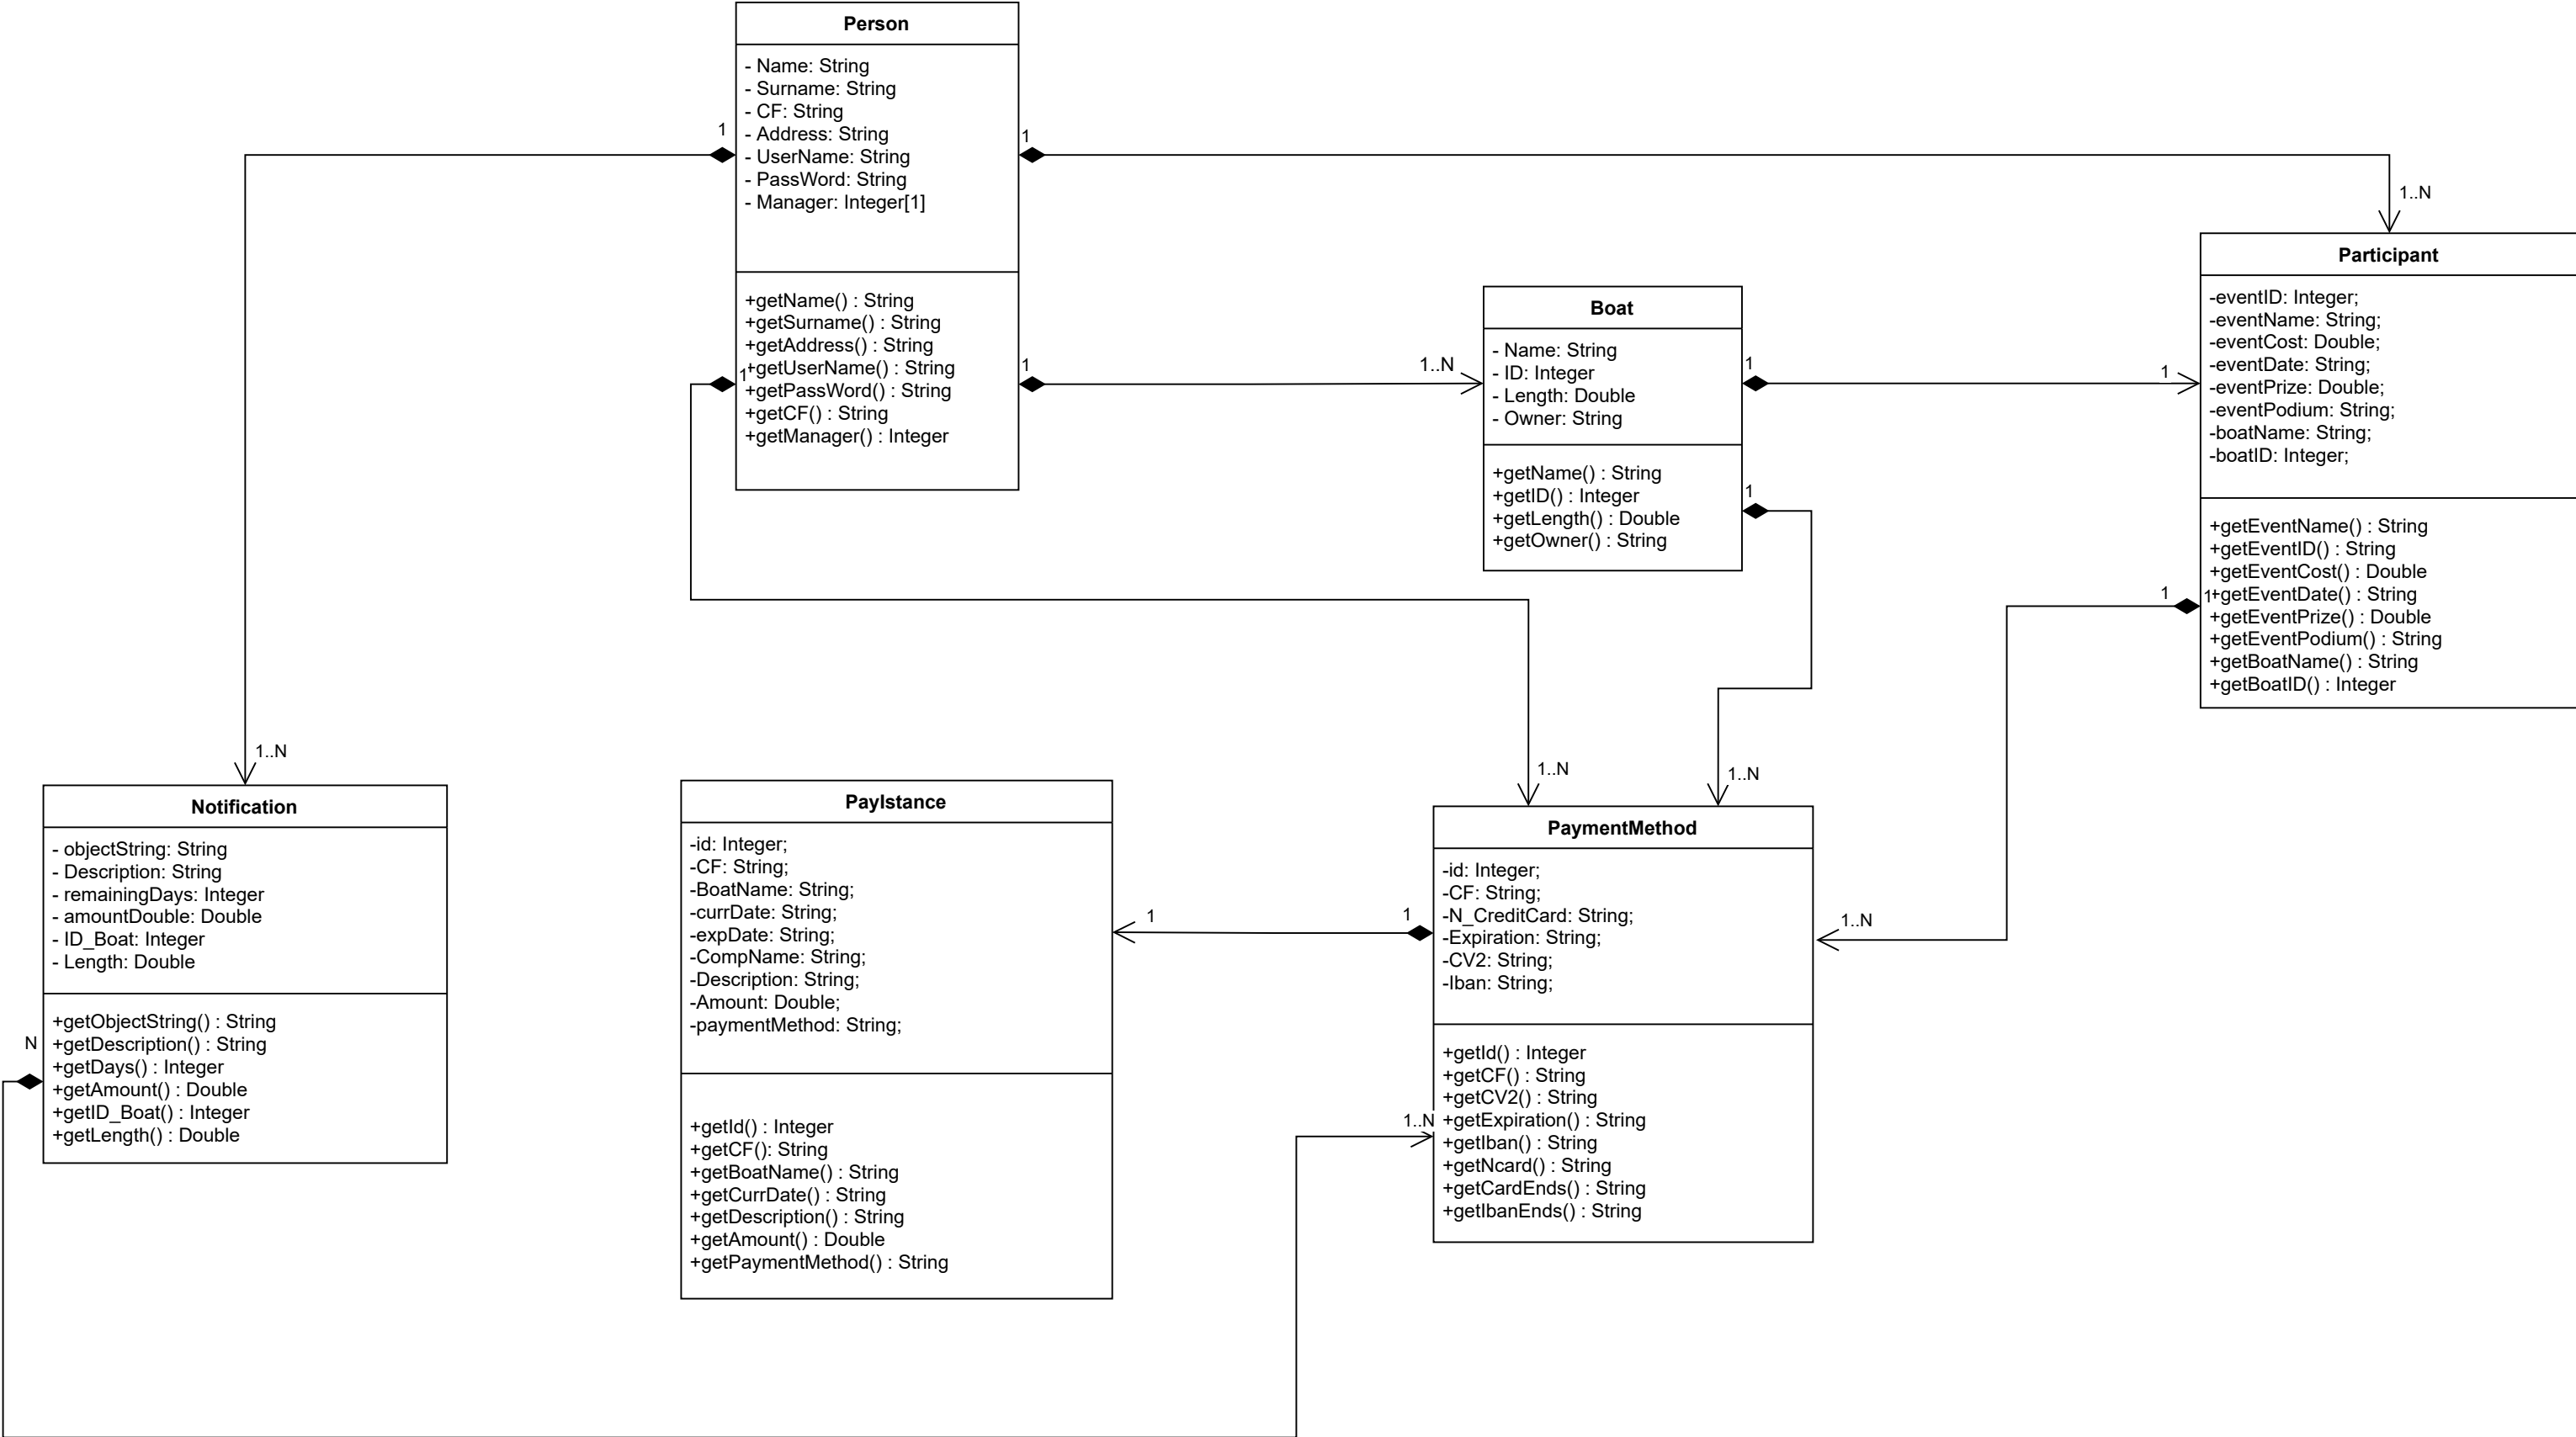 Person
- Name: String
- Surname: String
- CF: String
- Address: String
- UserName: String
- PassWord: String
- Manager: Integer[1]
+getName() : String
+getSurname() : String
+getAddress() : String
+getUserName() : String
+getPassWord() : String
+getCF() : String
+getManager() : Integer
1
1
1
1
1..N
1..N
Boat
- Name: String
- ID: Integer
- Length: Double
- Owner: String
+getName() : String
+getID() : Integer
+getLength() : Double
+getOwner() : String
1
1
1
Participant
-eventID: Integer;
-eventName: String;
-eventCost: Double;
-eventDate: String;
-eventPrize: Double;
-eventPodium: String;
-boatName: String;
-boatID: Integer;
+getEventName() : String
+getEventID() : String
+getEventCost() : Double
+getEventDate() : String
+getEventPrize() : Double
+getEventPodium() : String
+getBoatName() : String
+getBoatID() : Integer
1
1
1..N
Notification
- objectString: String
- Description: String
- remainingDays: Integer
- amountDouble: Double
- ID_Boat: Integer
- Length: Double
+getObjectString() : String
+getDescription() : String
+getDays() : Integer
+getAmount() : Double
+getID_Boat() : Integer
+getLength() : Double
N
PayIstance
-id: Integer;
-CF: String;
-BoatName: String;
-currDate: String;
-expDate: String;
-CompName: String;
-Description: String;
-Amount: Double;
-paymentMethod: String;
+getId() : Integer
+getCF(): String
+getBoatName() : String
+getCurrDate() : String
+getDescription() : String
+getAmount() : Double
+getPaymentMethod() : String
1
1
1..N
1..N
PaymentMethod
-id: Integer;
-CF: String;
-N_CreditCard: String;
-Expiration: String;
-CV2: String;
-Iban: String;
+getId() : Integer
+getCF() : String
+getCV2() : String
+getExpiration() : String
+getIban() : String
+getNcard() : String
+getCardEnds() : String
+getIbanEnds() : String
1..N
1..N